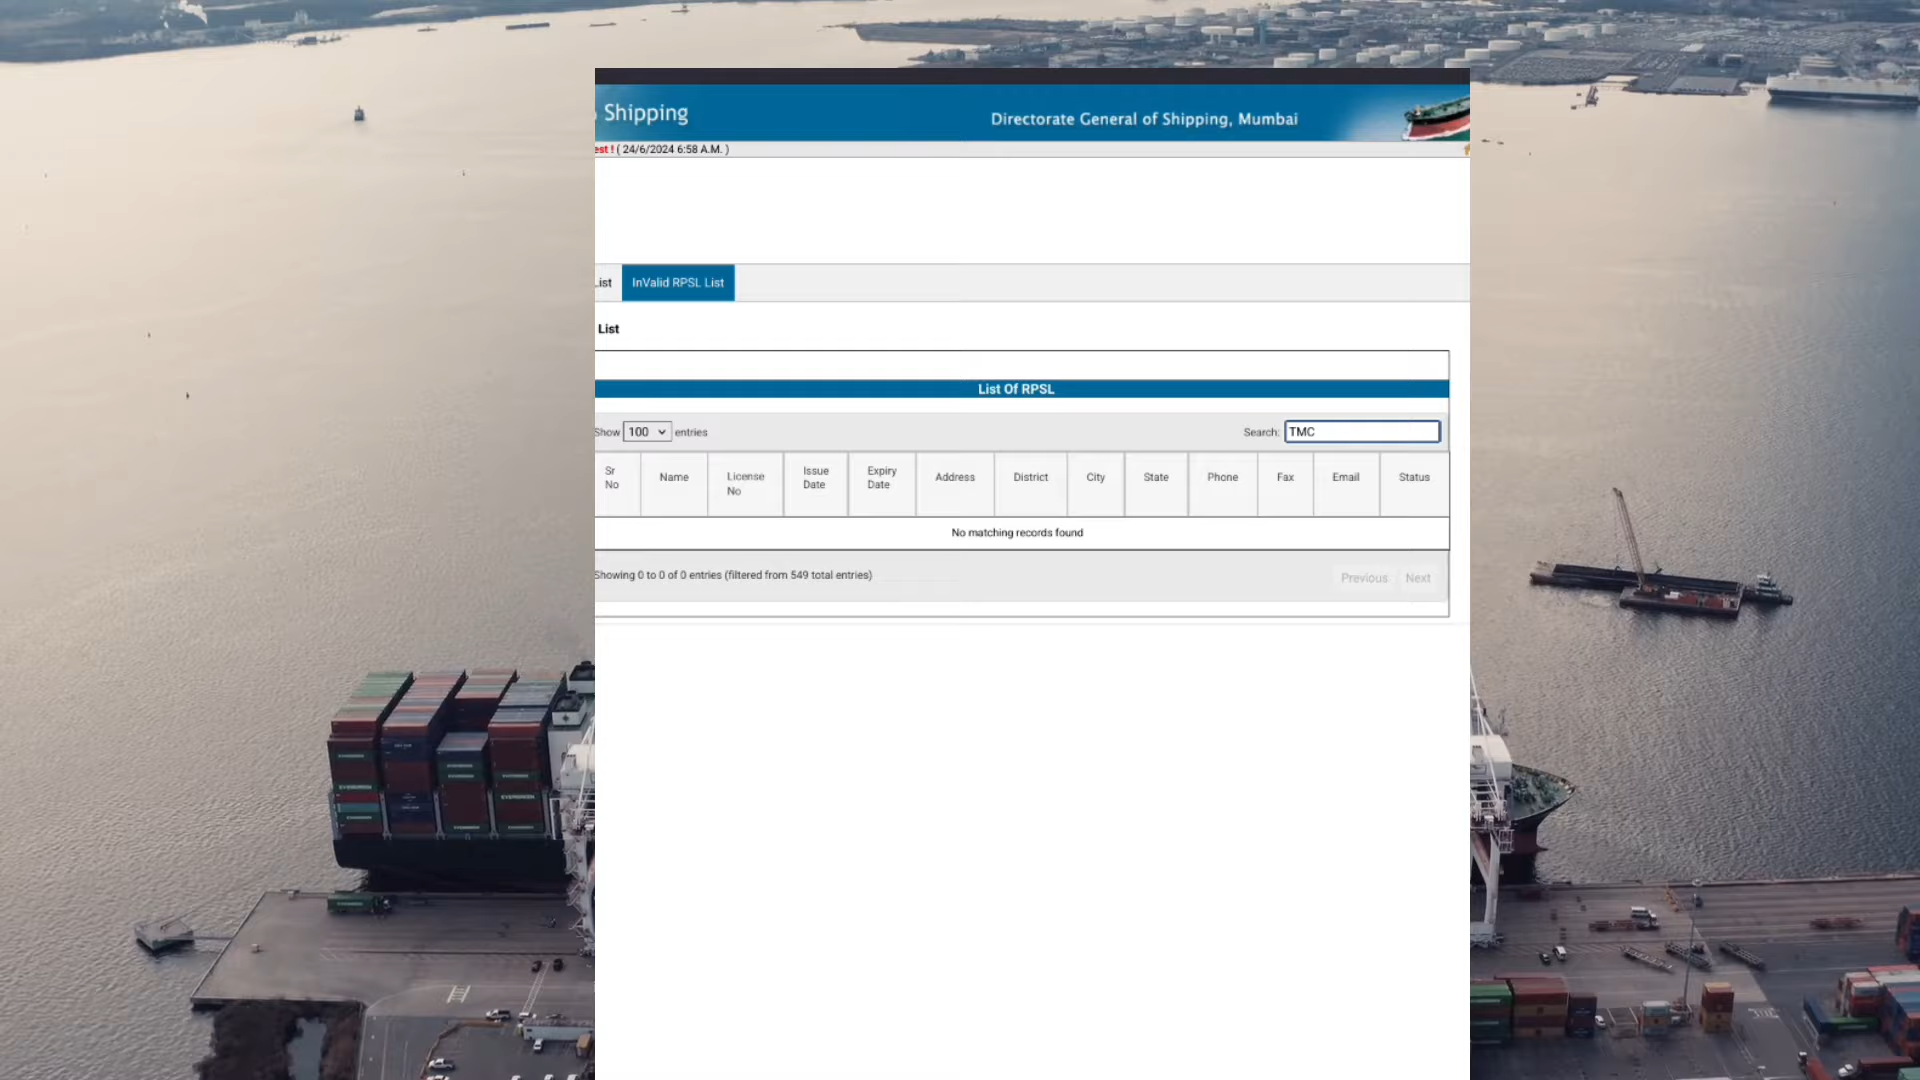 Shipping
Directorate General of Shipping, Mumbai
est ! ( 24/6/2024 6:58 A.M. )
List
InValid RPSL List
List
List Of RPSL
Show 100 entries
Search: TMC
Sr No
Name
License No
Issue Date
Expiry Date
Address
District
City
State
Phone
Fax
Email
Status
No matching records found
Showing 0 to 0 of 0 entries (filtered from 549 total entries)
Previous
Next